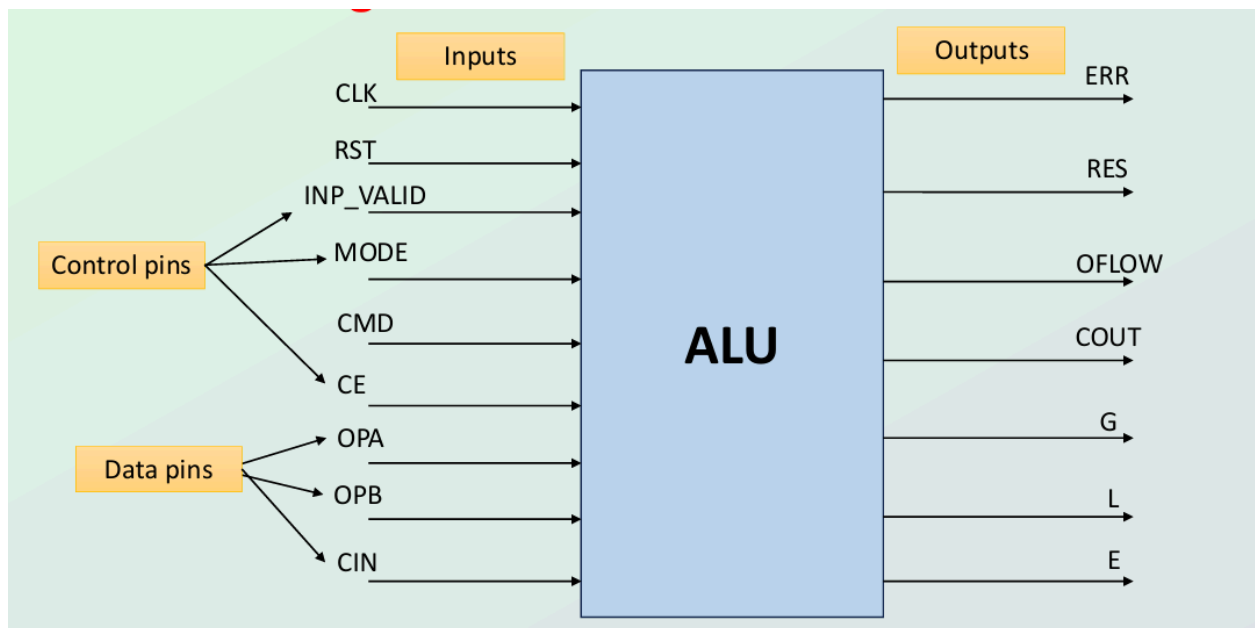 Inputs
Outputs
CLK
ERR
RST
RES
INP_VALID
Control pins
MODE
OFLOW
CMD
ALU
COUT
CE
OPA
G
Data pins
OPB
L
CIN
E